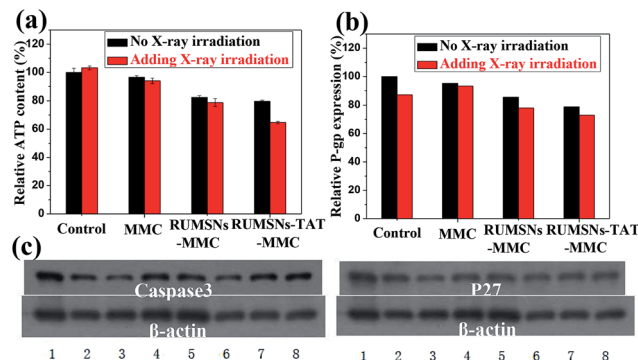 (a)
(b)
120
100
80
60
40
20
0
Relative ATP content (%)
No X-ray irradiation
Adding X-ray irradiation
Control
MMC
RUMSNs
-MMC
RUMSNs-TAT
-MMC
120
100
80
60
40
20
0
Relative P-gp expression (%)
No X-ray irradiation
Adding X-ray irradiation
Control
MMC
RUMSNs
-MMC
RUMSNs-TAT
-MMC
(c)
Caspase3
P27
β-actin
β-actin
1 2 3 4 5 6 7 8
1 2 3 4 5 6 7 8